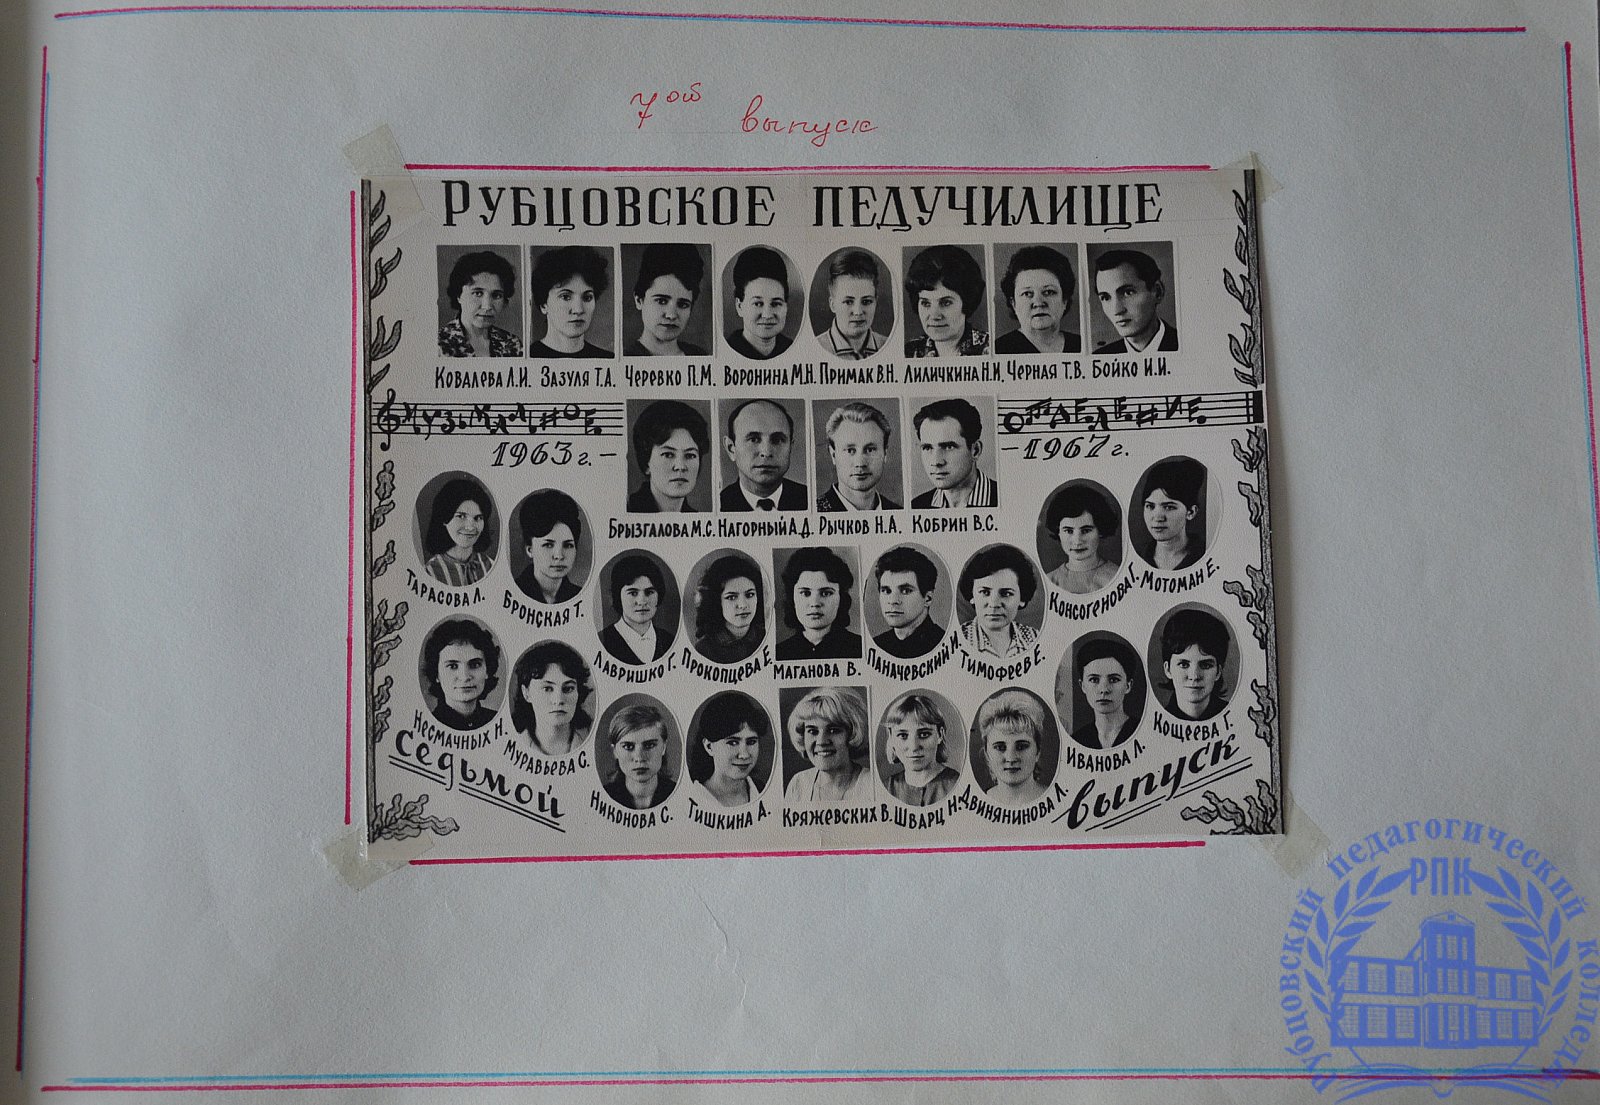 7ой выпуск
РУБЦОВСКОЕ ПЕДУЧИЛИЩЕ
КОВАЛЕВА Л.И. ЗАЗУЛЯ Т.А. ЧЕРЕВКО П.М. ВОРОНИНА М.Н. ПРИМАК В.Н. ЛИЛИЧКИНА Н.И. ЧЕРНАЯ Т.В. БОЙКО И.И.
МУЗЫКАЛЬНОЕ ОТДЕЛЕНИЕ
1963 г. – – 1967 г.
БРЫЗГАЛОВА М.С. НАГОРНЫЙ А.Д. РЫЧКОВ Н.А. КОБРИН В.С.
ТАРАСОВА Л. БРОНСКАЯ Т. КОНСОГЕНОВА Г. МОТОМАН Е.
ЛАВРИШКО Г. ПРОКОПЦЕВА Е. МАГАНОВА В. ПАНАЧЕВСКИЙ И. ТИМОФЕЕВ Е.
НЕСМАЧНЫХ Н. МУРАВЬЕВА С. ИВАНОВА Л. КОЩЕЕВА Г.
НИКОНОВА С. ТИШКИНА А. КРЯЖЕВСКИХ В. ШВАРЦ Н. ДВИНЯНИНОВА Л.
СЕДЬМОЙ ВЫПУСК
Рубцовский педагогический колледж
РПК